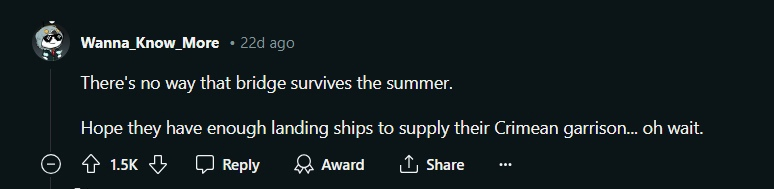 Wanna_Know_More • 22d ago
There's no way that bridge survives the summer.
Hope they have enough landing ships to supply their Crimean garrison... oh wait.
1.5K Reply Award Share ...